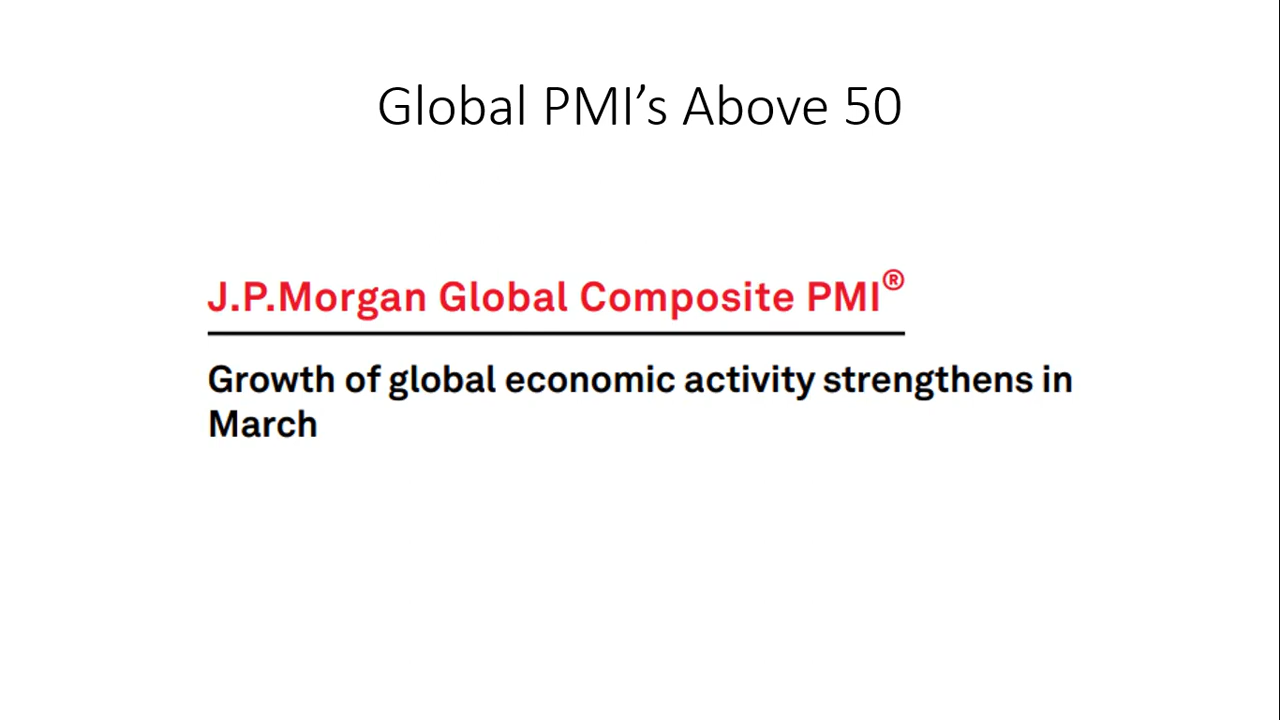 Global PMI’s Above 50
J.P.Morgan Global Composite PMI®
Growth of global economic activity strengthens in
March